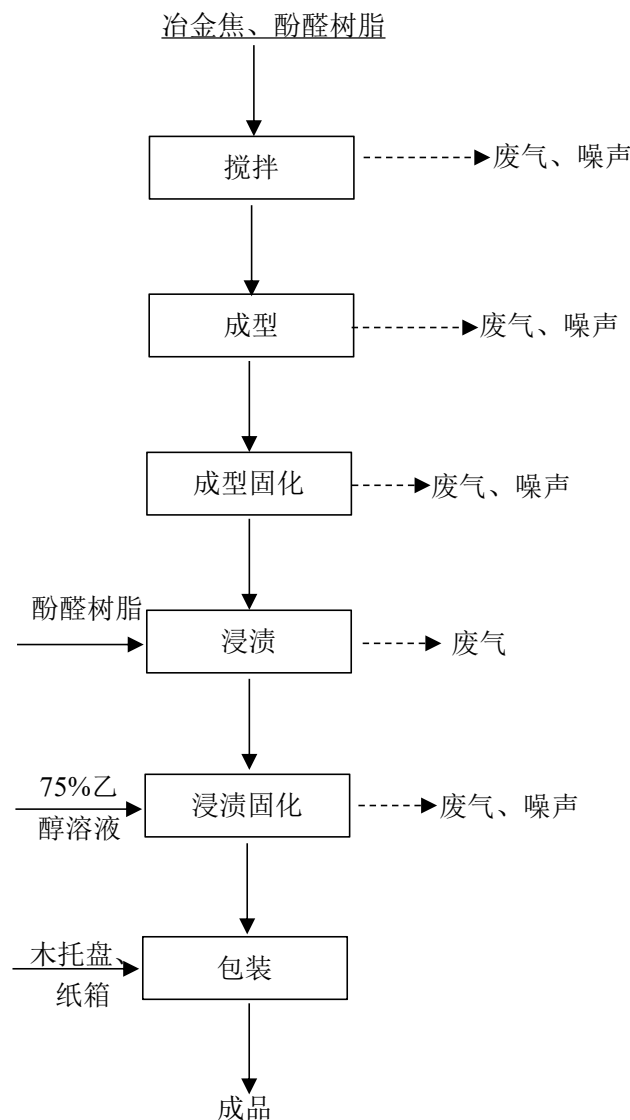 冶金焦、酚醛树脂
搅拌
废气、噪声
成型
废气、噪声
成型固化
废气、噪声
酚醛树脂
浸渍
废气
75%乙
醇溶液
浸渍固化
废气、噪声
木托盘、
纸箱
包装
成品